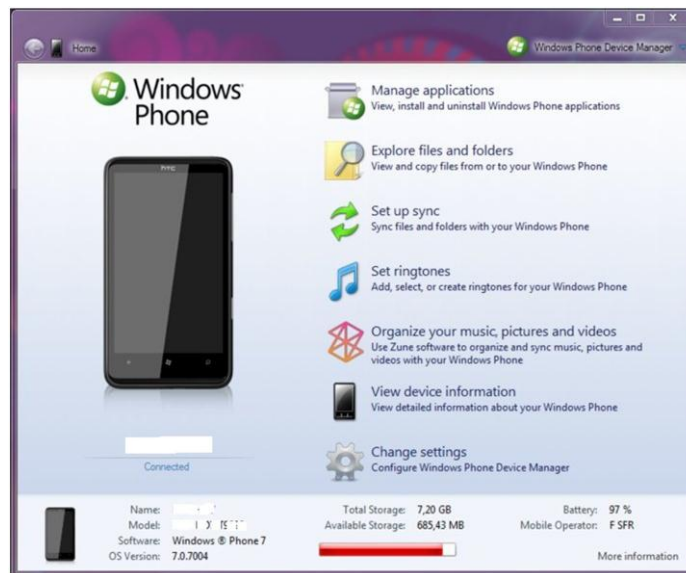 Home
Windows Phone Device Manager
Windows®
Phone
hTC
Manage applications
View, install and uninstall Windows Phone applications
Explore files and folders
View and copy files from or to your Windows Phone
Set up sync
Sync files and folders with your Windows Phone
Set ringtones
Add, select, or create ringtones for your Windows Phone
Organize your music, pictures and videos
Use Zune software to organize and sync music, pictures and
videos with your Windows Phone
View device information
View detailed information about your Windows Phone
Change settings
Configure Windows Phone Device Manager
Connected
Name:
Model:
Software: Windows ® Phone 7
OS Version: 7.0.7004
Total Storage: 7,20 GB
Available Storage: 685,43 MB
Battery: 97 %
Mobile Operator: F SFR
More information